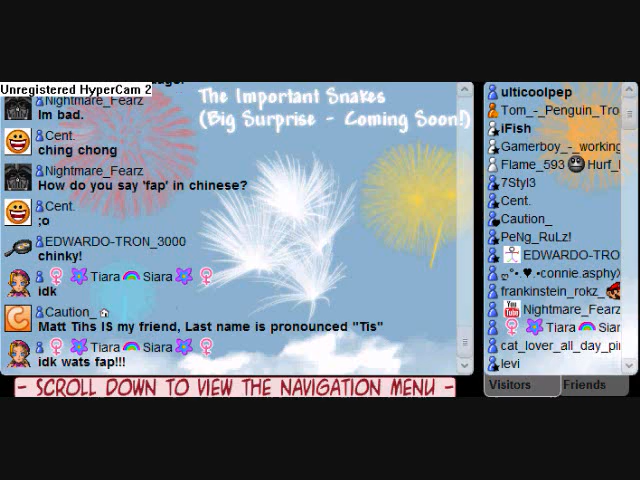 Unregistered HyperCam 2
Nightmare_Fearz
Im bad.
Cent.
ching chong
Nightmare_Fearz
How do you say 'fap' in chinese?
Cent.
;o
EDWARDO-TRON_3000
chinky!
Tiara Siara
idk
Caution_
Matt Tihs IS my friend, Last name is pronounced "Tis"
Tiara Siara
idk wats fap!!!
The Important Snakes
(Big Surprise - Coming Soon!)
- SCROLL DOWN TO VIEW THE NAVIGATION MENU -
ulticoolpep
Tom_-_Penguin_Tro
iFish
Gamerboy_-_working
Flame_593 Hurf_
7Styl3
Cent.
Caution_
PeNg_RuLz!
EDWARDO-TRO
ღ°•.♥.•connie.asphyx
frankinstein_rokz_
Nightmare_Fearz
Tiara Siara
cat_lover_all_day_pi
levi
Visitors Friends